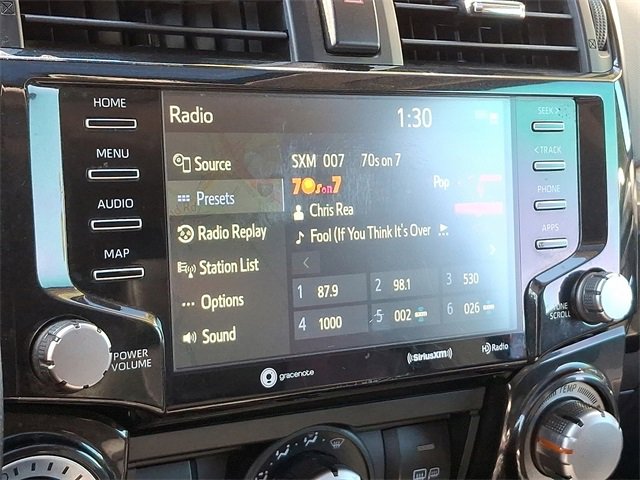 HOME
MENU
AUDIO
MAP
POWER
VOLUME
Radio
1:30
Source
Presets
Radio Replay
Station List
Options
Sound
SXM 007 70s on 7
70s on 7
Pop
Chris Rea
Fool (If You Think It's Over
1 87.9
2 98.1
3 530
4 1000
5 002
6 026
SEEK >
< TRACK
PHONE
APPS
TUNE
SCROLL
gracenote
((SiriusXM))
HD Radio
TEMP